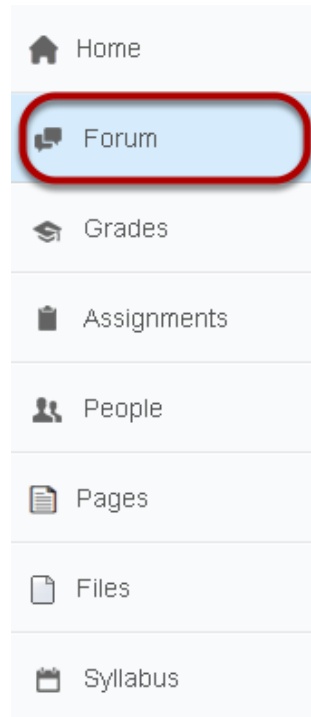 Home
Forum
Grades
Assignments
People
Pages
Files
Syllabus